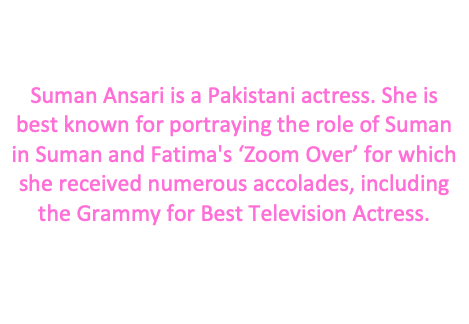 Suman Ansari is a Pakistani actress. She is
best known for portraying the role of Suman
in Suman and Fatima's ‘Zoom Over’ for which
she received numerous accolades, including
the Grammy for Best Television Actress.